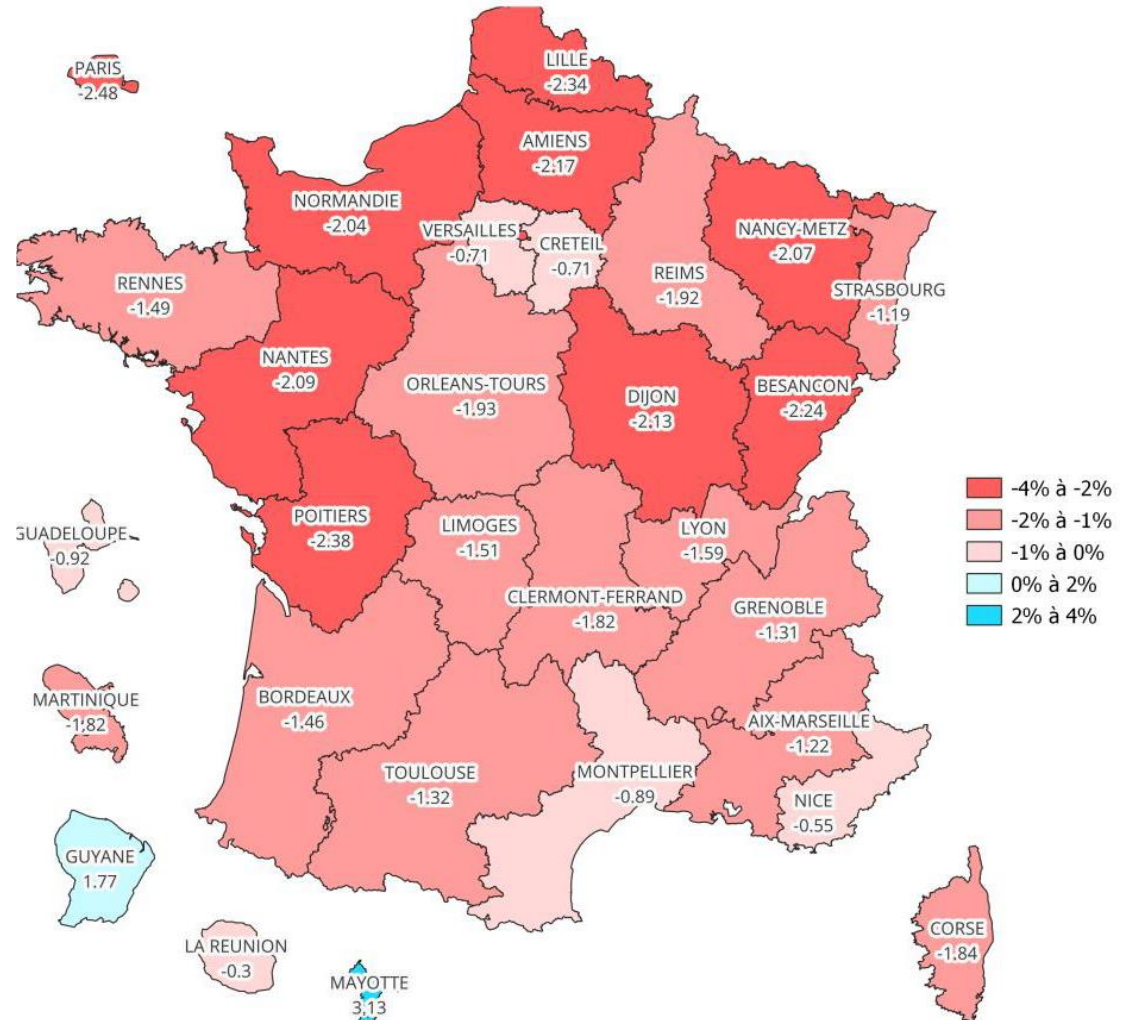 PARIS
-2.48
LILLE
-2.34
AMIENS
-2.17
NORMANDIE
-2.04
VERSAILLES
-0.71
CRETEIL
-0.71
NANCY-METZ
-2.07
REIMS
-1.92
STRASBOURG
-1.19
RENNES
-1.49
NANTES
-2.09
ORLEANS-TOURS
-1.93
DIJON
-2.13
BESANCON
-2.24
-4% à -2%
-2% à -1%
-1% à 0%
0% à 2%
2% à 4%
POITIERS
-2.38
LIMOGES
-1.51
LYON
-1.59
GUADELOUPE
-0.92
CLERMONT-FERRAND
-1.82
GRENOBLE
-1.31
MARTINIQUE
-1.82
BORDEAUX
-1.46
AIX-MARSEILLE
-1.22
TOULOUSE
-1.32
MONTPELLIER
-0.89
NICE
-0.55
GUYANE
1.77
LA REUNION
-0.3
MAYOTTE
3.13
CORSE
-1.84